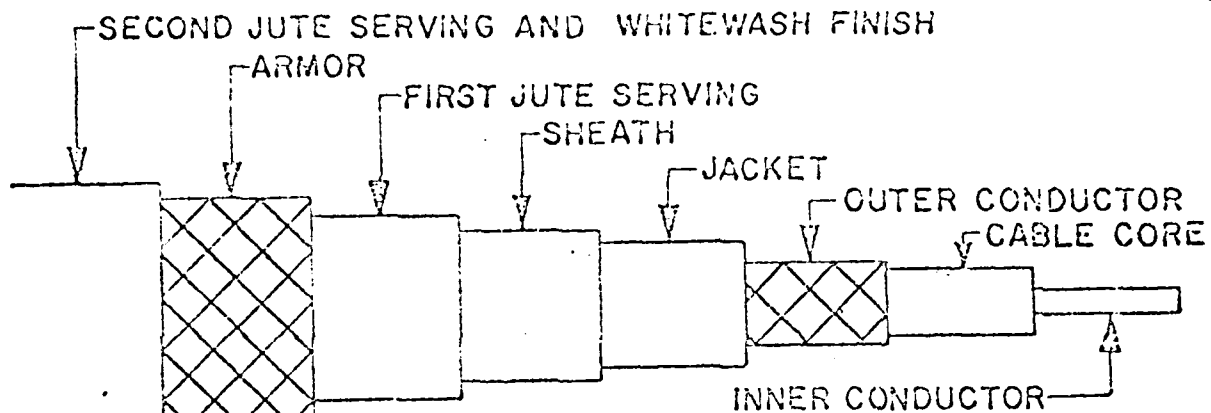 SECOND JUTE SERVING AND WHITEWASH FINISH
ARMOR
FIRST JUTE SERVING
SHEATH
JACKET
OUTER CONDUCTOR
CABLE CORE
INNER CONDUCTOR